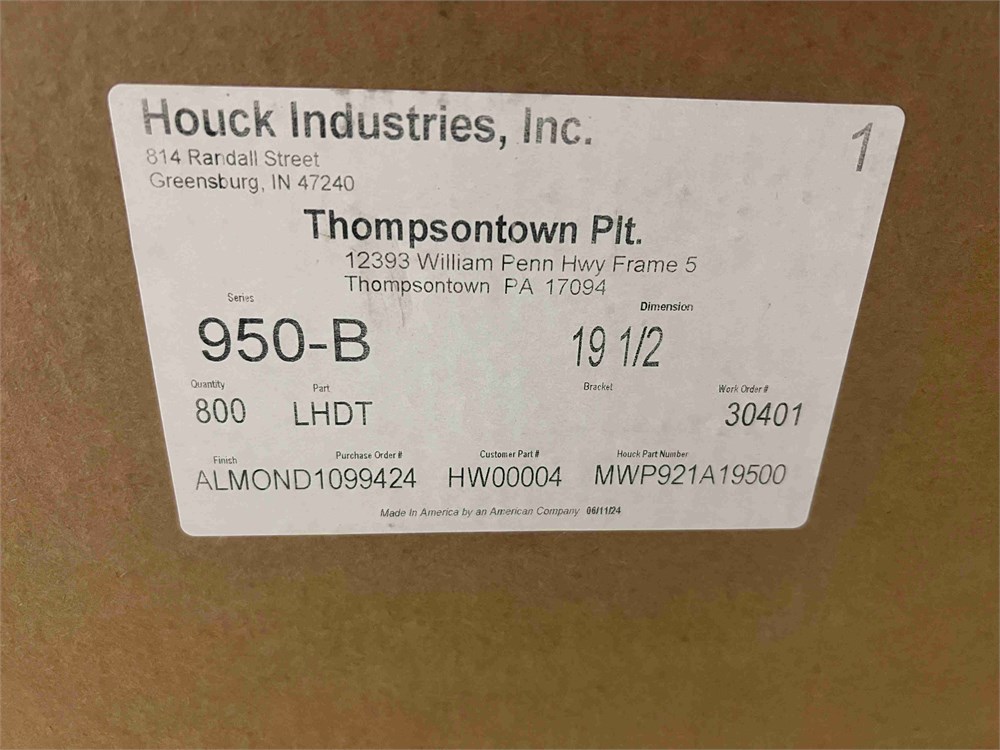 Houck Industries, Inc.
1
814 Randall Street
Greensburg, IN 47240
Thompsontown Plt.
12393 William Penn Hwy Frame 5
Thompsontown PA 17094
Series Dimension
950-B 19 1/2
Quantity Part Bracket Work Order #
800 LHDT 30401
Finish Purchase Order # Customer Part # Houck Part Number
ALMOND1099424 HW00004 MWP921A19500
Made In America by an American Company 06/11/24